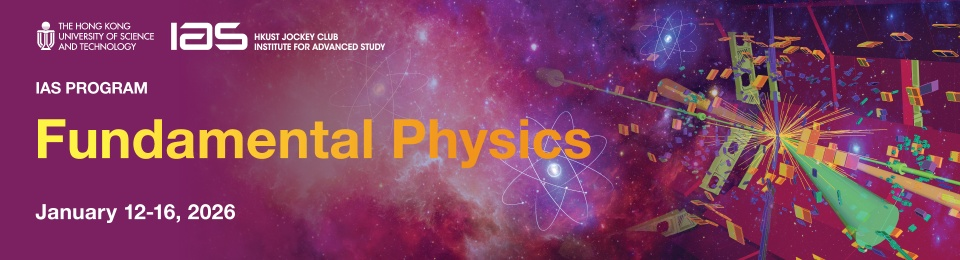 THE HONG KONG
UNIVERSITY OF SCIENCE
AND TECHNOLOGY
ias
HKUST JOCKEY CLUB
INSTITUTE FOR ADVANCED STUDY
IAS PROGRAM
Fundamental Physics
January 12-16, 2026